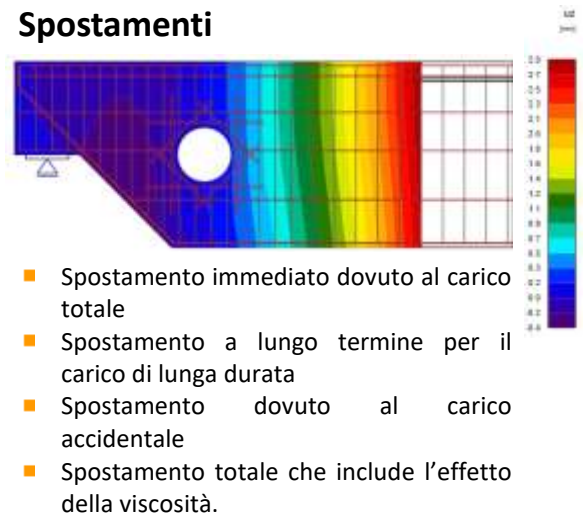 Spostamenti
Spostamento immediato dovuto al carico
totale
Spostamento a lungo termine per il
carico di lunga durata
Spostamento dovuto al carico
accidentale
Spostamento totale che include l’effetto
della viscosità.